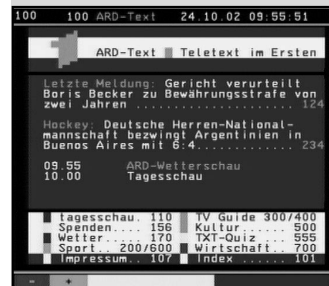 100 100 ARD-Text 24.10.02 09:55:51
ARD-Text Teletext im Ersten
Letzte Meldung: Gericht verurteilt
Boris Becker zu Bewährungsstrafe von
zwei Jahren ................ 124
Hockey: Deutsche Herren-National-
mannschaft bezwingt Argentinien in
Buenos Aires mit 6:4............ 234
09.55 ARD-Wetterschau
10.00 Tagesschau
tagesschau. 110 TV Guide 300/400
Spenden.... 156 Kultur...... 500
Wetter..... 170 TXT-Quiz ... 555
Sport.. 200/600 Wirtschaft.. 700
Impressum.. 107 Index ...... 101
- +